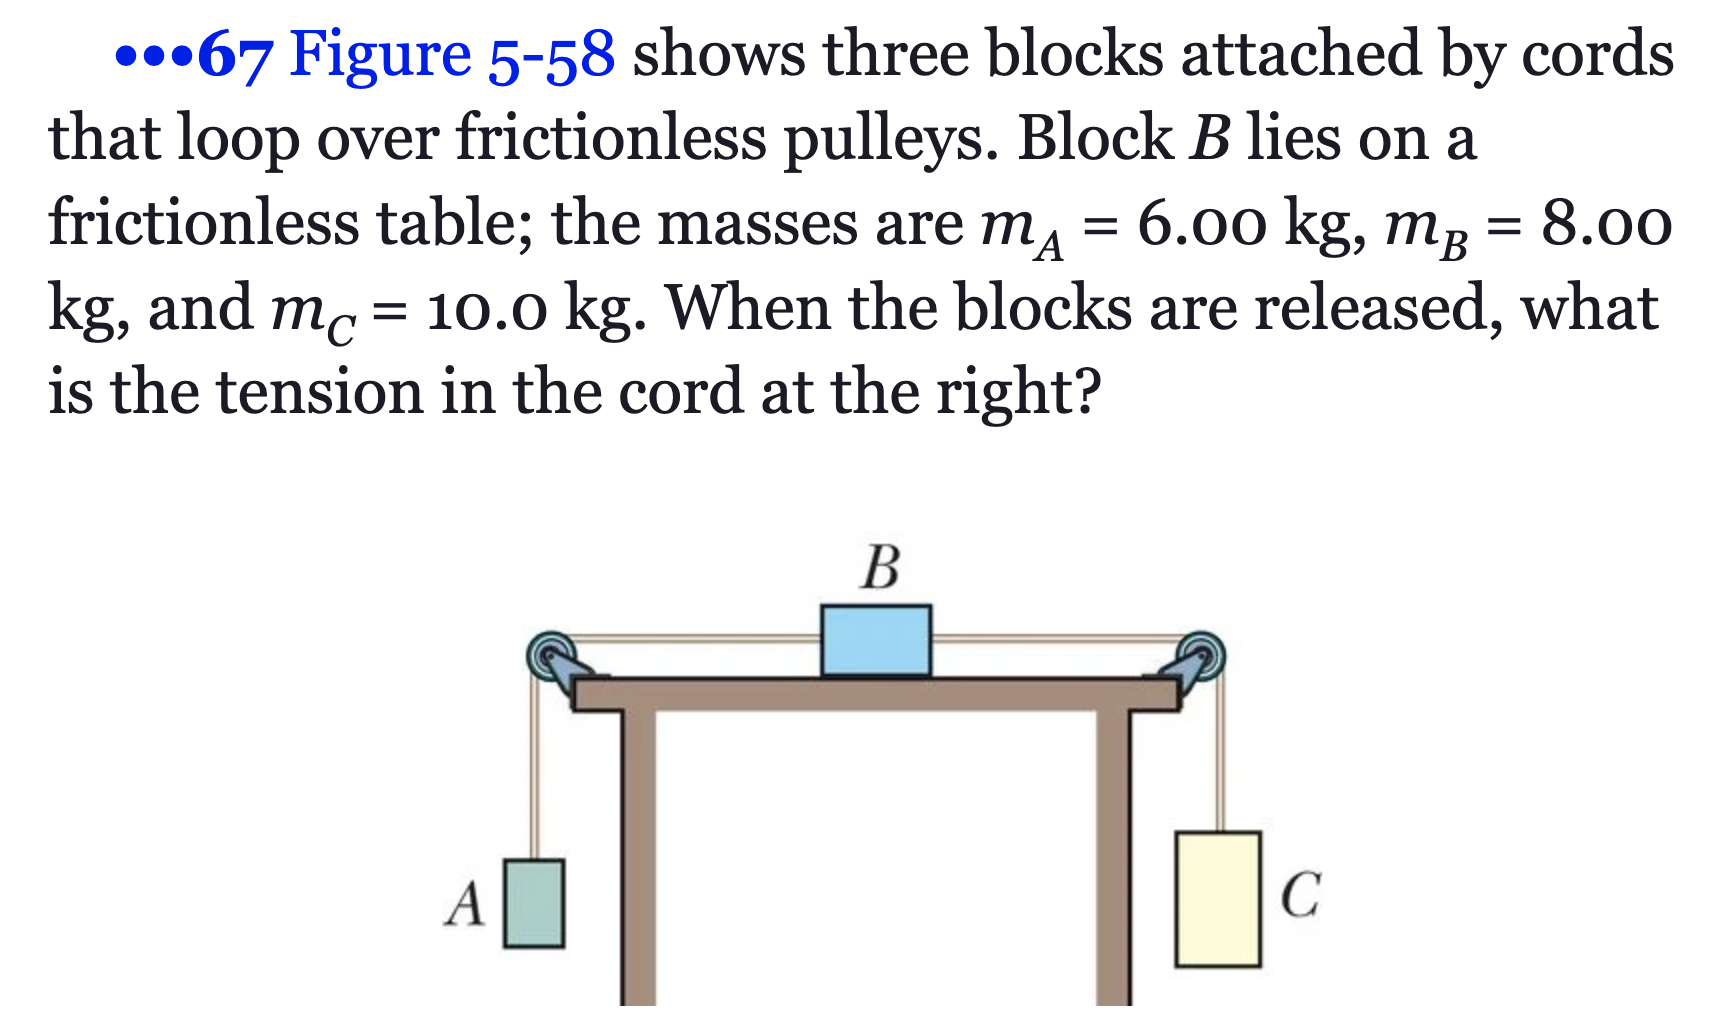 •••67 Figure 5-58 shows three blocks attached by cords
that loop over frictionless pulleys. Block B lies on a
frictionless table; the masses are m_A = 6.00 kg, m_B = 8.00
kg, and m_C = 10.0 kg. When the blocks are released, what
is the tension in the cord at the right?
B
A
C